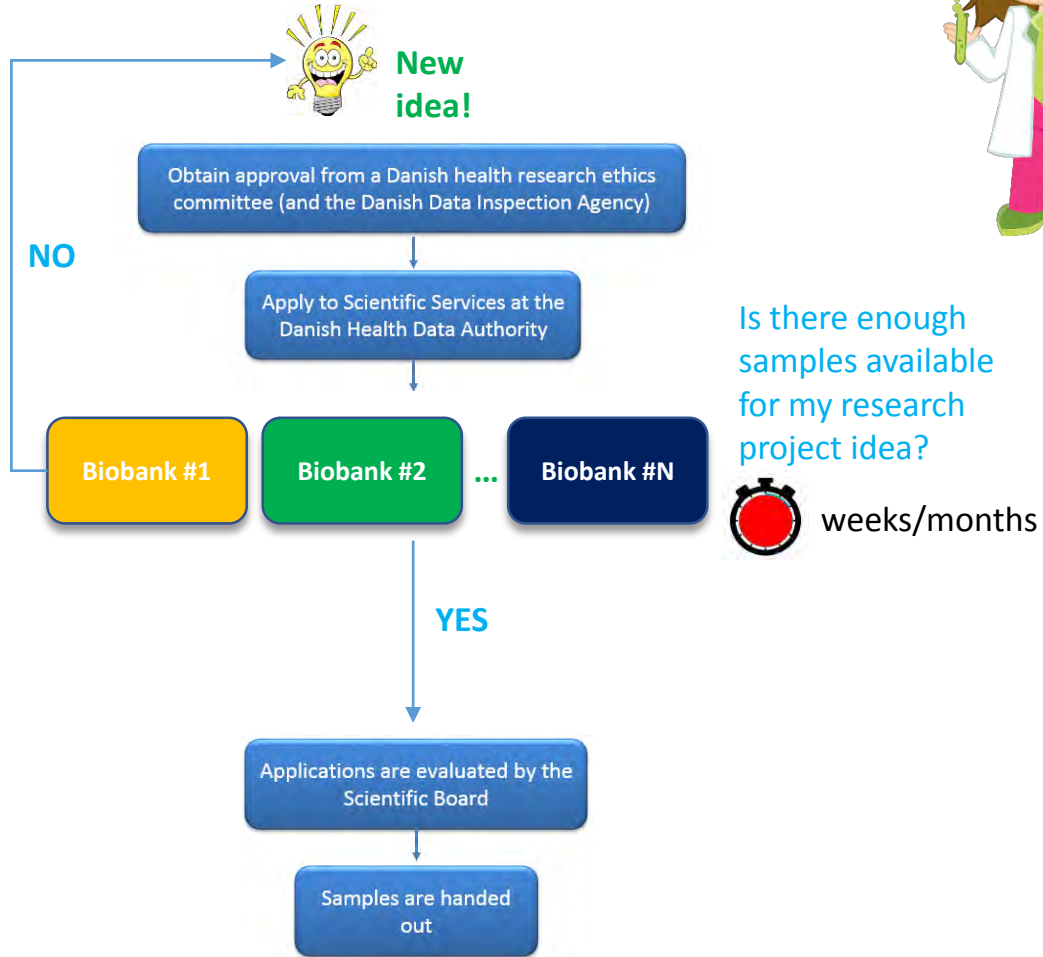 New
idea!
Obtain approval from a Danish health research ethics
committee (and the Danish Data Inspection Agency)
NO
Apply to Scientific Services at the
Danish Health Data Authority
Is there enough
samples available
for my research
project idea?
Biobank #1
Biobank #2
...
Biobank #N
weeks/months
YES
Applications are evaluated by the
Scientific Board
Samples are handed
out